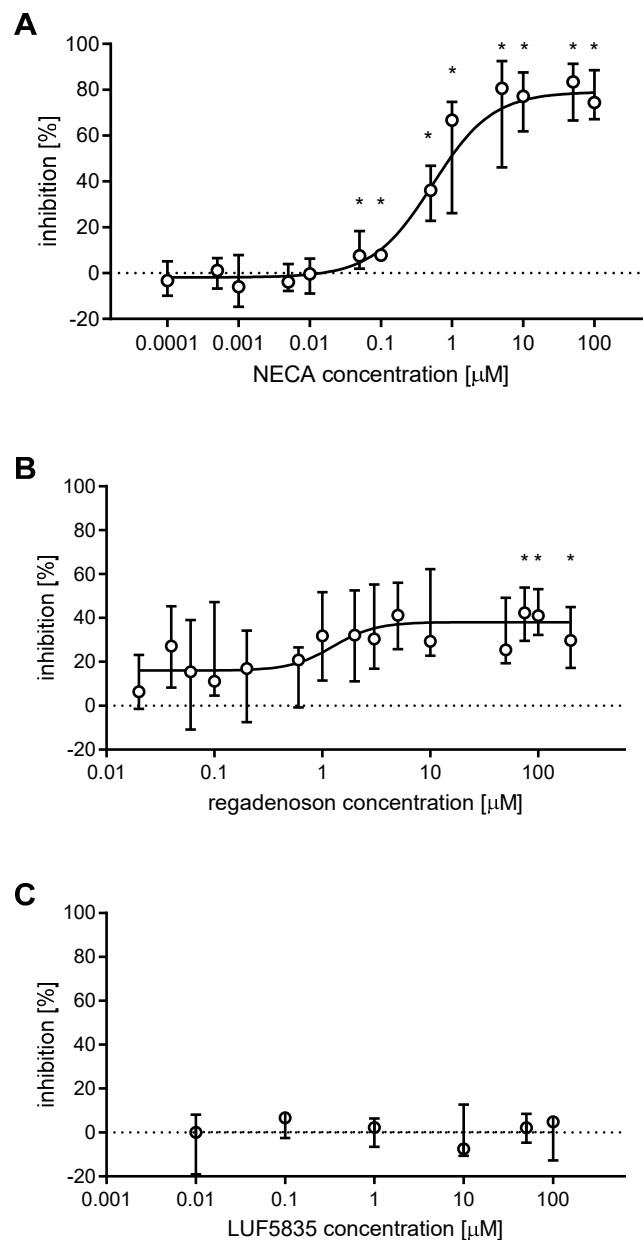 A
100
80
60
40
20
0
-20
inhibition [%]
* * * * * * * *
0.0001 0.001 0.01 0.1 1 10 100
NECA concentration [μM]
B
100
80
60
40
20
0
-20
inhibition [%]
* * *
0.01 0.1 1 10 100
regadenoson concentration [μM]
C
100
80
60
40
20
0
-20
inhibition [%]
0.001 0.01 0.1 1 10 100
LUF5835 concentration [μM]